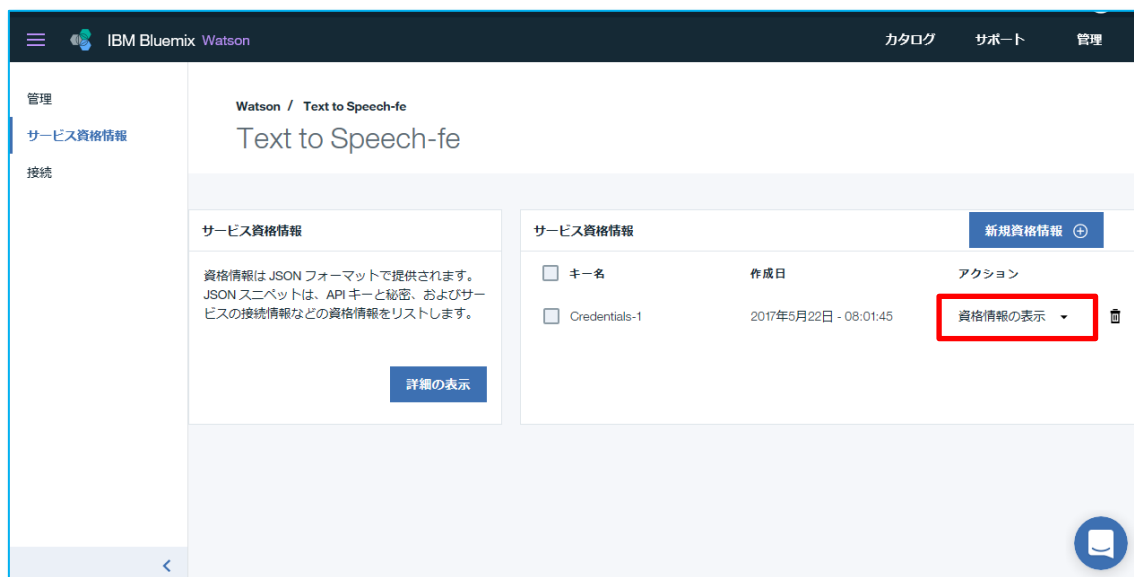 IBM Bluemix Watson
カタログ サポート 管理
管理
サービス資格情報
接続
Watson / Text to Speech-fe
Text to Speech-fe
サービス資格情報
資格情報は JSON フォーマットで提供されます。
JSON スニペットは、API キーと秘密、およびサー
ビスの接続情報などの資格情報をリストします。
詳細の表示
サービス資格情報
新規資格情報
キー名 作成日 アクション
Credentials-1 2017年5月22日 - 08:01:45 資格情報の表示